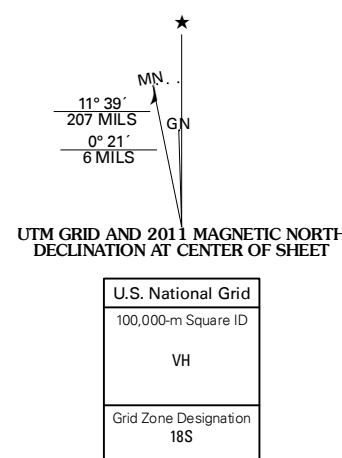 ★
MN
GN
11° 39´
207 MILS
0° 21´
6 MILS
UTM GRID AND 2011 MAGNETIC NORTH
DECLINATION AT CENTER OF SHEET
U.S. National Grid
100,000-m Square ID
VH
Grid Zone Designation
18S